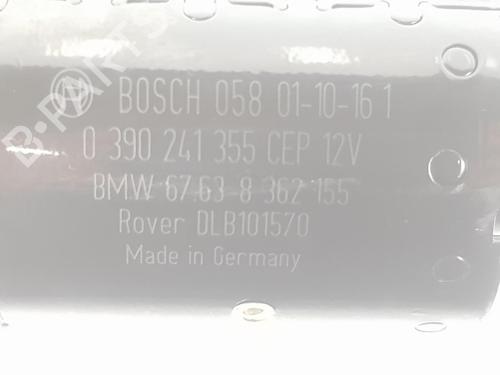 B-PARTS
BOSCH 058 01-10-16 1
0 390 241 355 CEP 12V
BMW 67.63 8 362 155
Rover DLB101570
Made in Germany